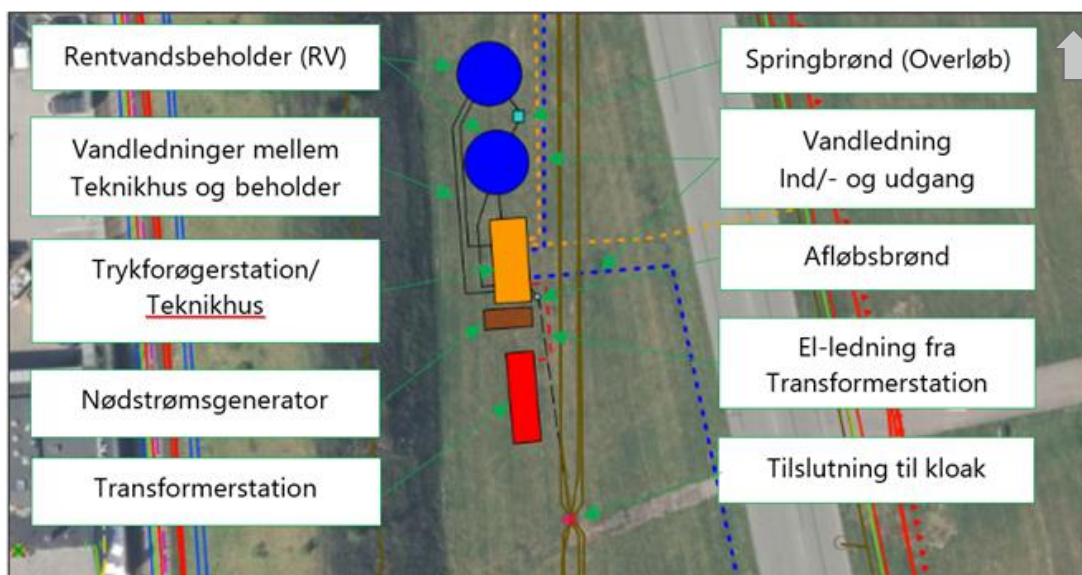 Rentvandsbeholder (RV)
Vandledninger mellem
Teknikhus og beholder
Trykforøgerstation/
Teknikhus
Nødstrømsgenerator
Transformerstation
Springbrønd (Overløb)
Vandledning
Ind/- og udgang
Afløbsbrønd
El-ledning fra
Transformerstation
Tilslutning til kloak